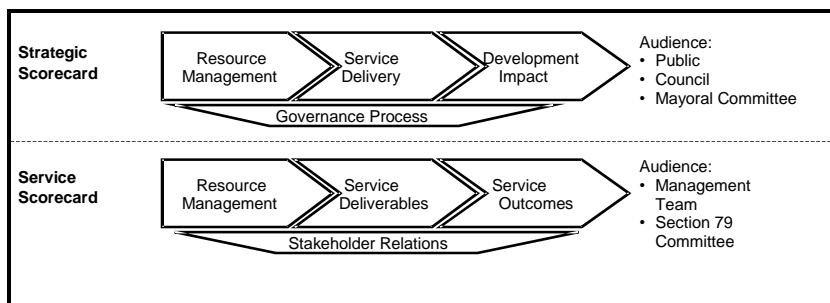 Strategic
Scorecard
Resource
Management
Service
Delivery
Development
Impact
Governance Process
Audience:
• Public
• Council
• Mayoral Committee
Service
Scorecard
Resource
Management
Service
Deliverables
Service
Outcomes
Stakeholder Relations
Audience:
• Management
Team
• Section 79
Committee